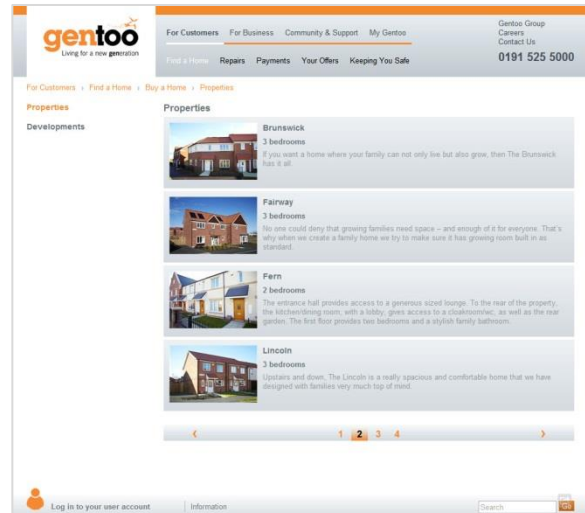 gentoo
Living for a new generation
For Customers For Business Community & Support My Gentoo
Find a Home Repairs Payments Your Offers Keeping You Safe
Gentoo Group
Careers
Contact Us
0191 525 5000
For Customers › Find a Home › Buy a Home › Properties
Properties
Developments
Properties
Brunswick
3 bedrooms
If you want a home where your family can not only live but also grow, then The Brunswick
has it all.
Fairway
3 bedrooms
No one could deny that growing families need space – and enough of it for everyone. That's
why when we create a family home we try to make sure it has growing room built in as
standard.
Fern
2 bedrooms
The entrance hall provides access to a generous sized lounge. To the rear of the property,
the kitchen/dining room, with a lobby, gives access to a cloakroom/wc, as well as the rear
garden. The first floor provides two bedrooms and a stylish family bathroom.
Lincoln
3 bedrooms
Upstairs and down, The Lincoln is a really spacious and comfortable home that we have
designed with families very much top of mind.
‹ 1 2 3 4 ›
Log in to your user account
Information
Search
Go